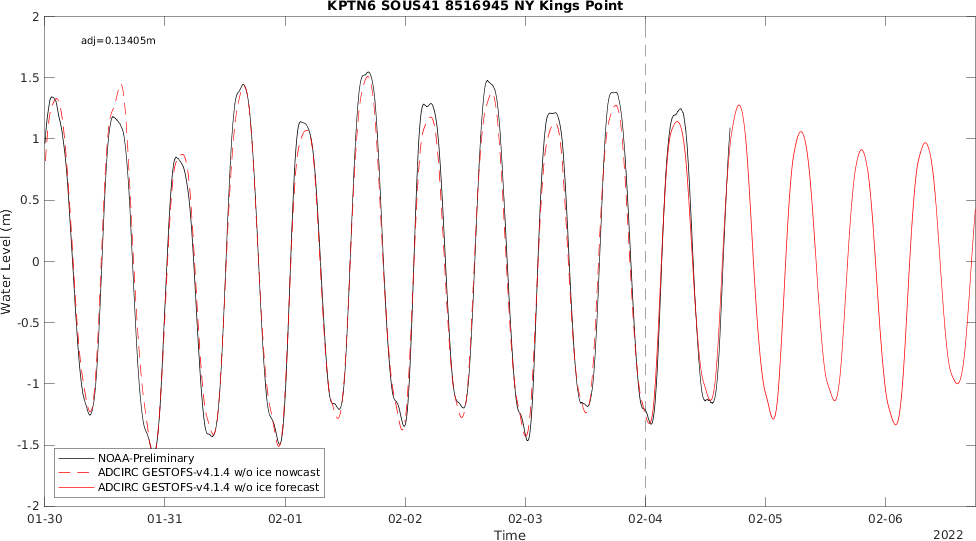 KPTN6 SOUS41 8516945 NY Kings Point
adj=0.13405m
2
1.5
1
0.5
0
-0.5
-1
-1.5
-2
Water Level (m)
NOAA-Preliminary
ADCIRC GESTOFS-v4.1.4 w/o ice nowcast
ADCIRC GESTOFS-v4.1.4 w/o ice forecast
01-30 01-31 02-01 02-02 02-03 02-04 02-05 02-06
Time
2022